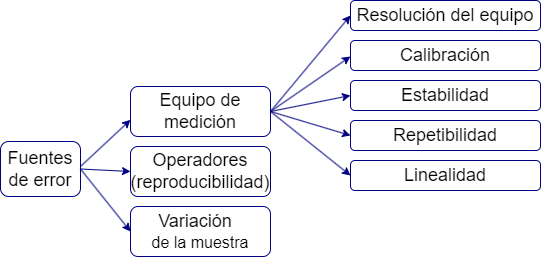 Fuentes
de error
Equipo de
medición
Operadores
(reproducibilidad)
Variación
de la muestra
Resolución del equipo
Calibración
Estabilidad
Repetibilidad
Linealidad